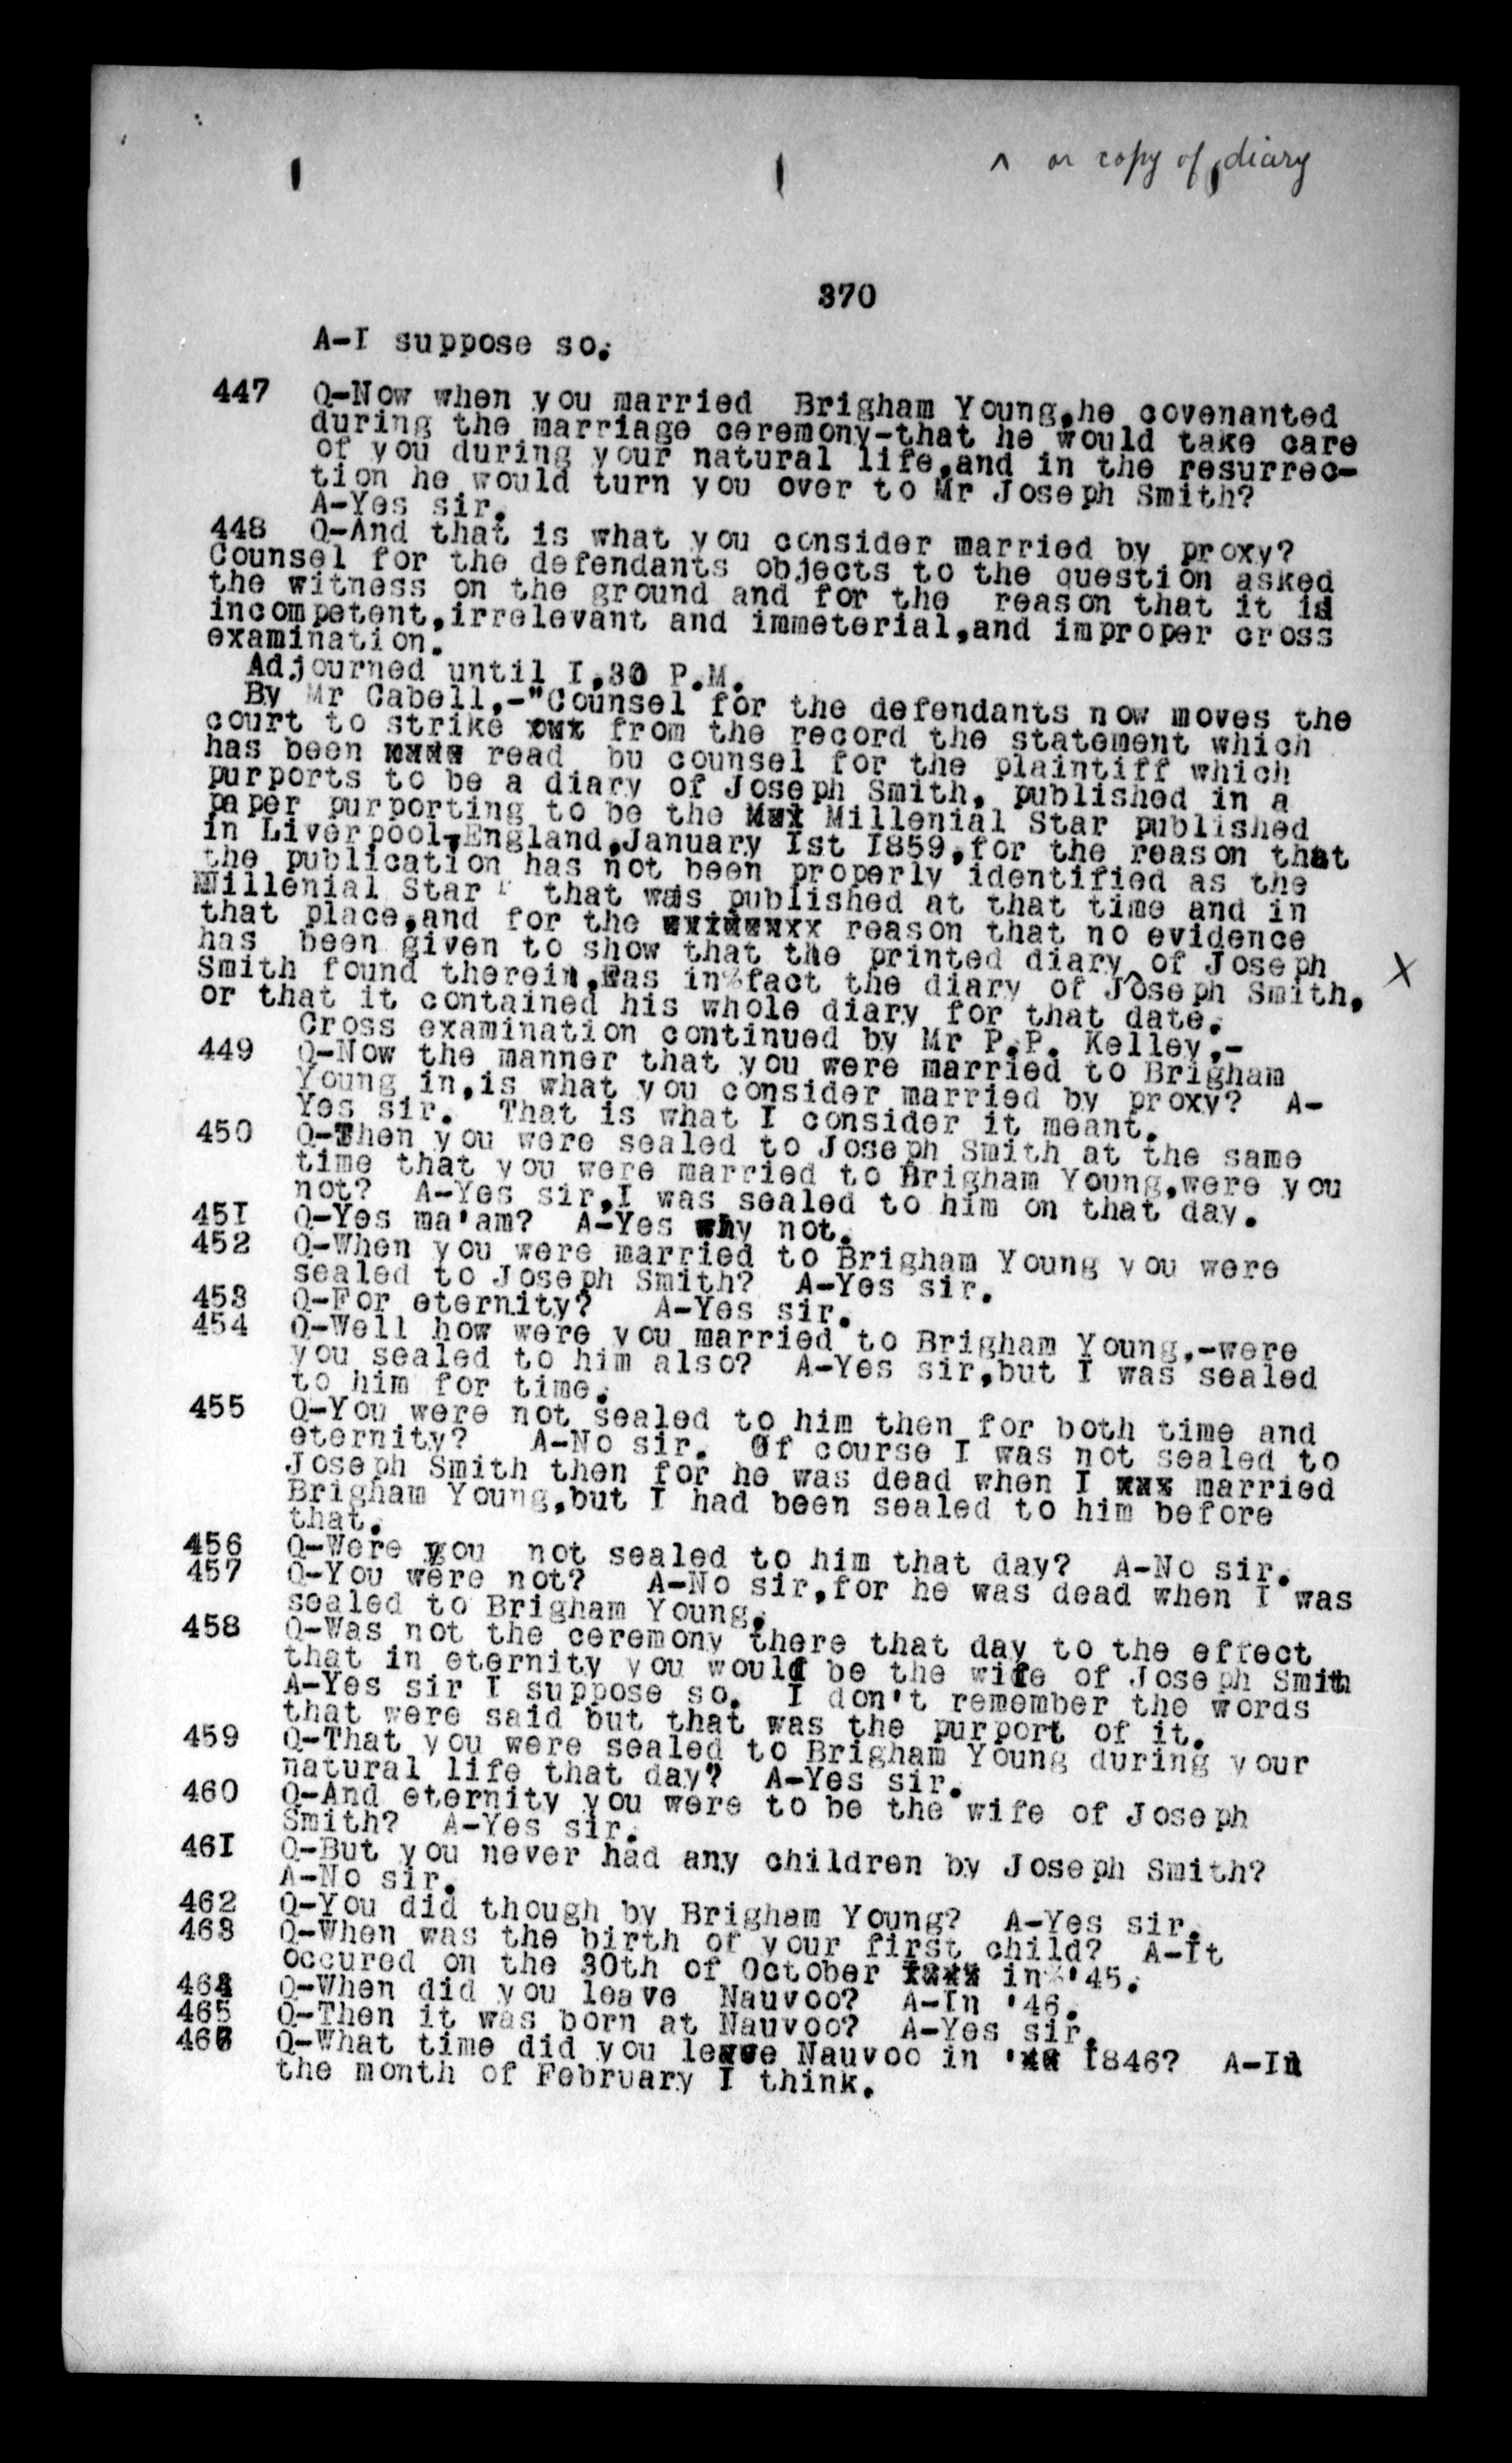 ^ or copy of diary
370
A-I suppose so.
447 Q-Now when you married Brigham Young,he covenanted
during the marriage ceremony-that he would take care
of you during your natural life,and in the resurrec-
tion he would turn you over to Mr Joseph Smith?
A-Yes sir.
448 Q-And that is what you consider married by proxy?
Counsel for the defendants objects to the question asked
the witness on the ground and for the reason that it is
incompetent,irrelevant and immeterial,and improper cross
examination.
Adjourned until I.30 P.M.
By Mr Cabell.-"Counsel for the defendants now moves the
court to strike from the record the statement which
has been read bu counsel for the plaintiff which
purports to be a diary of Joseph Smith, published in a
paper purporting to be the Millenial Star published
in Liverpool,England,January Ist I859,for the reason that
the publication has not been properly identified as the
Millenial Star that was published at that time and in
that place,and for the reason that no evidence
has been given to show that the printed diary^of Joseph X
Smith found therein,was in fact the diary of Joseph Smith,
or that it contained his whole diary for that date.
Cross examination continued by Mr P.P. Kelley.-
449 Q-Now the manner that you were married to Brigham
Young in,is what you consider married by proxy? A-
Yes sir. That is what I consider it meant.
450 Q-Then you were sealed to Joseph Smith at the same
time that you were married to Brigham Young,were you
not? A-Yes sir,I was sealed to him on that day.
45I Q-Yes ma'am? A-Yes why not.
452 Q-When you were married to Brigham Young you were
sealed to Joseph Smith? A-Yes sir.
453 Q-For eternity? A-Yes sir.
454 Q-Well how were you married to Brigham Young,-were
you sealed to him also? A-Yes sir,but I was sealed
to him for time.
455 Q-You were not sealed to him then for both time and
eternity? A-No sir. Of course I was not sealed to
Joseph Smith then for he was dead when I married
Brigham Young,but I had been sealed to him before
that.
456 Q-Were you not sealed to him that day? A-No sir.
457 Q-You were not? A-No sir,for he was dead when I was
sealed to Brigham Young.
458 Q-Was not the ceremony there that day to the effect
that in eternity you would be the wife of Joseph Smith
A-Yes sir I suppose so. I don't remember the words
that were said but that was the purport of it.
459 Q-That you were sealed to Brigham Young during your
natural life that day? A-Yes sir.
460 Q-And eternity you were to be the wife of Joseph
Smith? A-Yes sir.
46I Q-But you never had any children by Joseph Smith?
A-No sir.
462 Q-You did though by Brigham Young? A-Yes sir.
463 Q-When was the birth of your first child? A-It
occured on the 30th of October in '45.
464 Q-When did you leave Nauvoo? A-In '46.
465 Q-Then it was born at Nauvoo? A-Yes sir.
466 Q-What time did you leave Nauvoo in I846? A-In
the month of February I think.